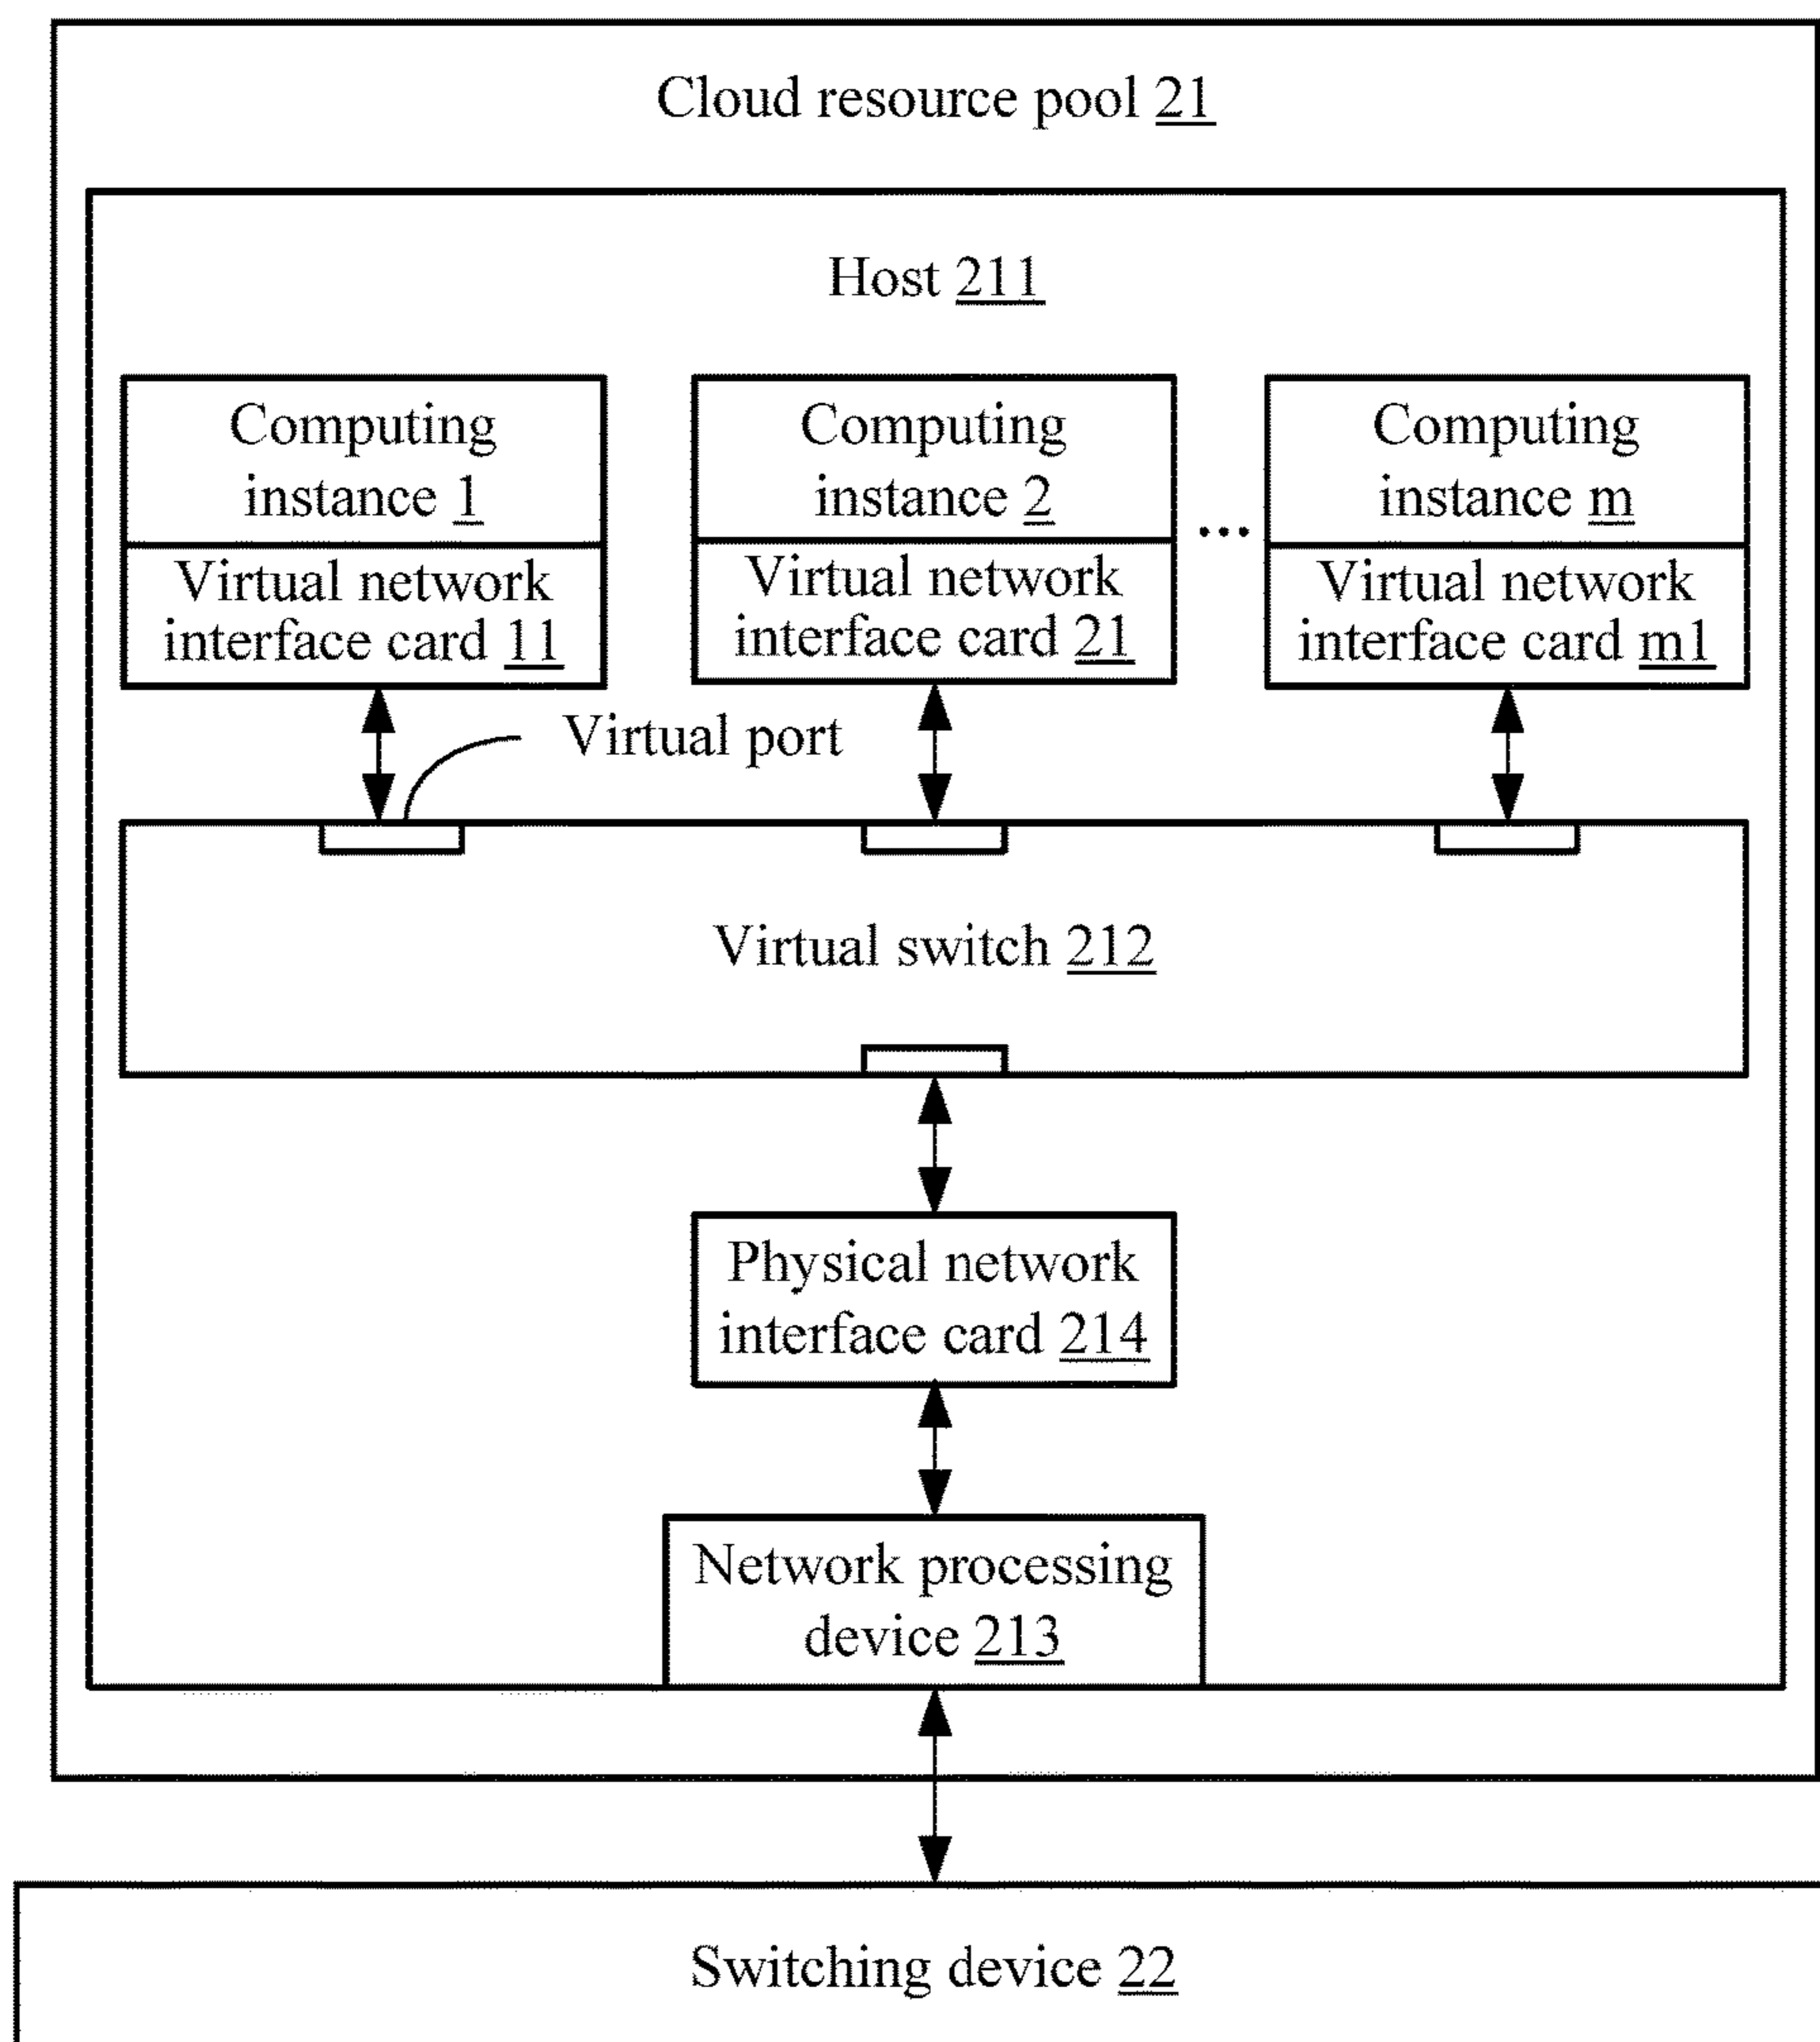 Cloud resource pool 21
Host 211
Computing
instance 1
Virtual network
interface card 11
Computing
instance 2
Virtual network
interface card 21
...
Computing
instance m
Virtual network
interface card m1
Virtual port
Virtual switch 212
Physical network
interface card 214
Network processing
device 213
Switching device 22